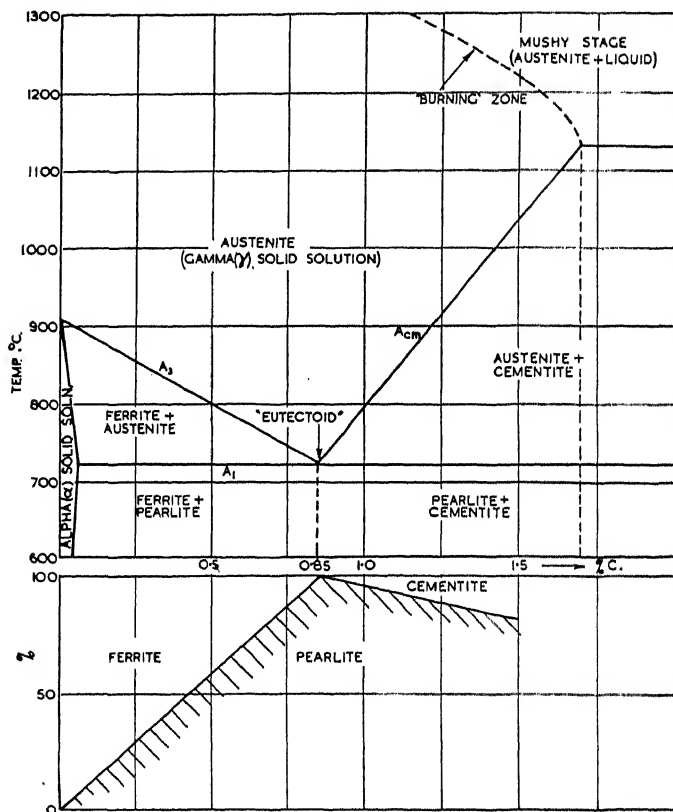 1300
MUSHY STAGE
(AUSTENITE+LIQUID)
"BURNING" ZONE
1200
1100
AUSTENITE
(GAMMA(γ), SOLID SOLUTION)
1000
900
A3
Acm
AUSTENITE +
CEMENTITE
TEMP. °C.
ALPHA(α) SOLID SOLN.
800
FERRITE +
AUSTENITE
"EUTECTOID"
A1
700
FERRITE +
PEARLITE
PEARLITE +
CEMENTITE
600
0.5
0.85
1.0
1.5
% C.
100
CEMENTITE
FERRITE
PEARLITE
%
50
0